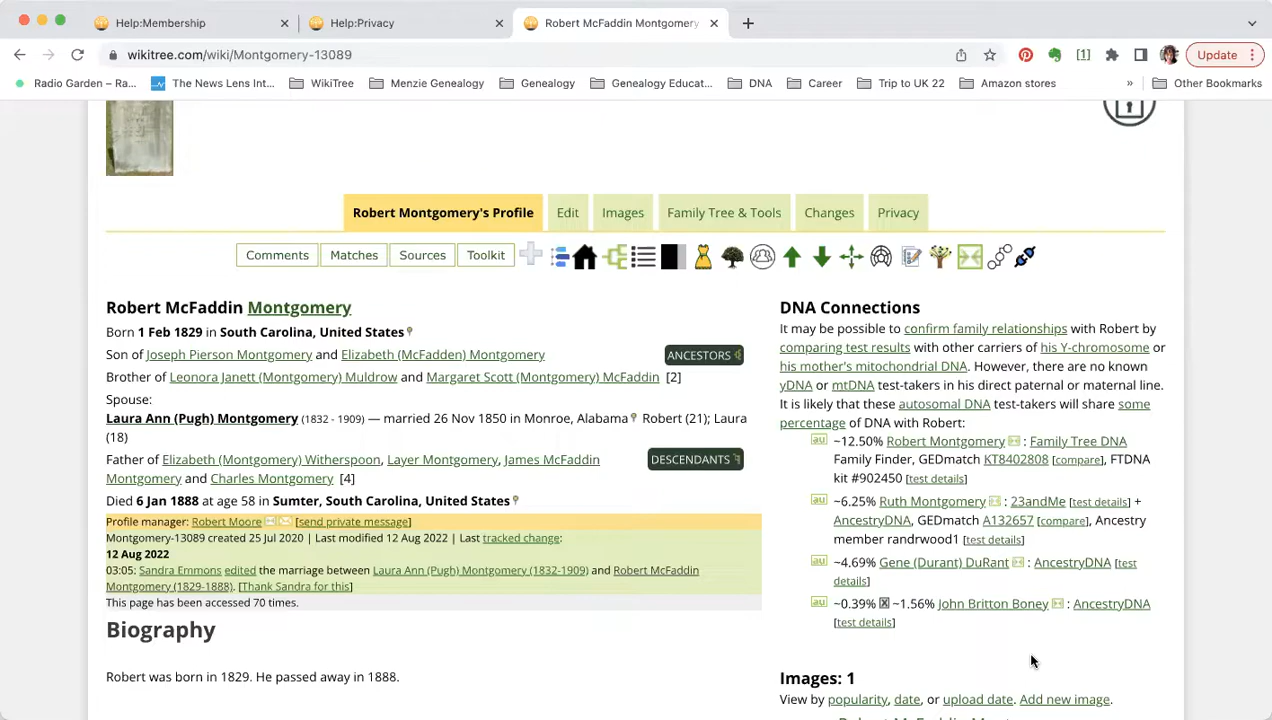 Help:Membership
Help:Privacy
Robert McFaddin Montgomery
wikitree.com/wiki/Montgomery-13089
[1]
Update
Radio Garden – Ra...
The News Lens Int...
WikiTree
Menzie Genealogy
Genealogy
Genealogy Educat...
DNA
Career
Trip to UK 22
Amazon stores
»
Other Bookmarks
Robert Montgomery's Profile
Edit
Images
Family Tree & Tools
Changes
Privacy
Comments
Matches
Sources
Toolkit
Robert McFaddin Montgomery
Born 1 Feb 1829 in South Carolina, United States
Son of Joseph Pierson Montgomery and Elizabeth (McFadden) Montgomery
ANCESTORS
Brother of Leonora Janett (Montgomery) Muldrow and Margaret Scott (Montgomery) McFaddin [2]
Spouse:
Laura Ann (Pugh) Montgomery (1832 - 1909) — married 26 Nov 1850 in Monroe, Alabama Robert (21); Laura
(18)
Father of Elizabeth (Montgomery) Witherspoon, Layer Montgomery, James McFaddin
Montgomery and Charles Montgomery [4]
DESCENDANTS
Died 6 Jan 1888 at age 58 in Sumter, South Carolina, United States
Profile manager: Robert Moore [send private message]
Montgomery-13089 created 25 Jul 2020 | Last modified 12 Aug 2022 | Last tracked change:
12 Aug 2022
03:05: Sandra Emmons edited the marriage between Laura Ann (Pugh) Montgomery (1832-1909) and Robert McFaddin
Montgomery (1829-1888). [Thank Sandra for this]
This page has been accessed 70 times.
Biography
Robert was born in 1829. He passed away in 1888.
DNA Connections
It may be possible to confirm family relationships with Robert by
comparing test results with other carriers of his Y-chromosome or
his mother's mitochondrial DNA. However, there are no known
yDNA or mtDNA test-takers in his direct paternal or maternal line.
It is likely that these autosomal DNA test-takers will share some
percentage of DNA with Robert:
au ~12.50% Robert Montgomery : Family Tree DNA
Family Finder, GEDmatch KT8402808 [compare], FTDNA
kit #902450 [test details]
au ~6.25% Ruth Montgomery : 23andMe [test details] +
AncestryDNA, GEDmatch A132657 [compare], Ancestry
member randrwood1 [test details]
au ~4.69% Gene (Durant) DuRant : AncestryDNA [test
details]
au ~0.39% X ~1.56% John Britton Boney : AncestryDNA
[test details]
Images: 1
View by popularity, date, or upload date. Add new image.